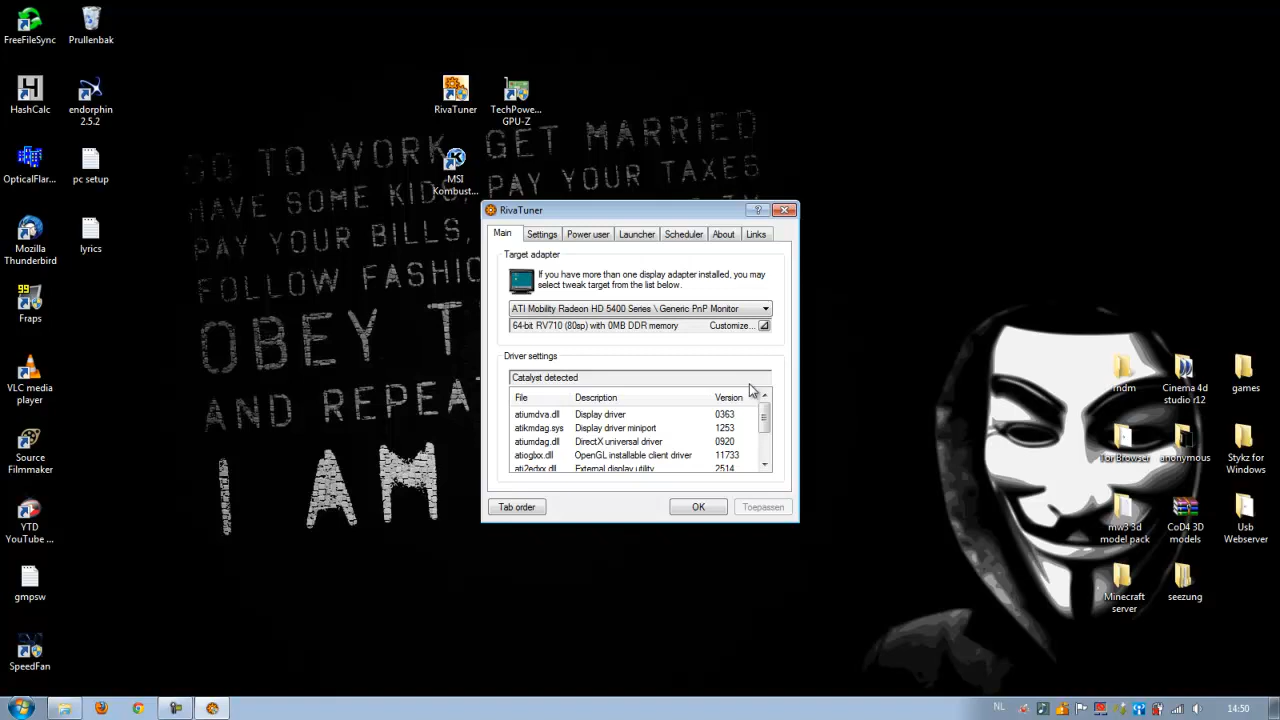 FreeFileSync
Prullenbak
HashCalc
endorphin
2.5.2
RivaTuner
TechPowe...
GPU-Z
OpticalFlar...
pc setup
MSI
Kombust...
Mozilla
Thunderbird
lyrics
Fraps
VLC media
player
Source
Filmmaker
YTD
YouTube ...
gmpsw
SpeedFan
GO TO WORK, GET MARRIED
HAVE SOME KIDS, PAY YOUR TAXES
PAY YOUR BILLS,
FOLLOW FASHIO
OBEY T
AND REPEA
I AM
RivaTuner
Main
Settings
Power user
Launcher
Scheduler
About
Links
Target adapter
If you have more than one display adapter installed, you may
select tweak target from the list below.
ATI Mobility Radeon HD 5400 Series \ Generic PnP Monitor
64-bit RV710 (80sp) with 0MB DDR memory
Customize...
Driver settings
Catalyst detected
File Description Version
atiumdva.dll Display driver 0363
atikmdag.sys Display driver miniport 1253
atiumdag.dll DirectX universal driver 0920
atioglxx.dll OpenGL installable client driver 11733
ati2edxx.dll External display utility 2514
Tab order
OK
Toepassen
mdm
Cinema 4d
studio r12
games
Tor Browser
anonymous
Stykz for
Windows
mw3 3d
model pack
CoD4 3D
models
Usb
Webserver
Minecraft
server
seezung
NL
14:50